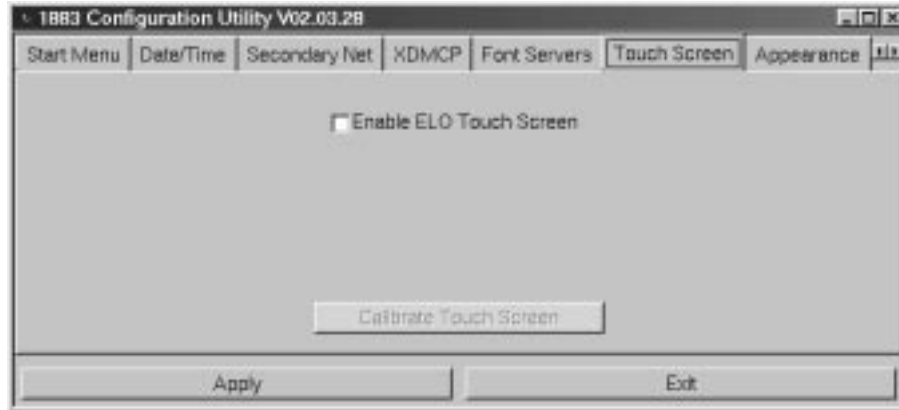 1883 Configuration Utility V02.03.28
Start Menu Date/Time Secondary Net XDMCP Font Servers Touch Screen Appearance
Enable ELO Touch Screen
Calibrate Touch Screen
Apply Exit